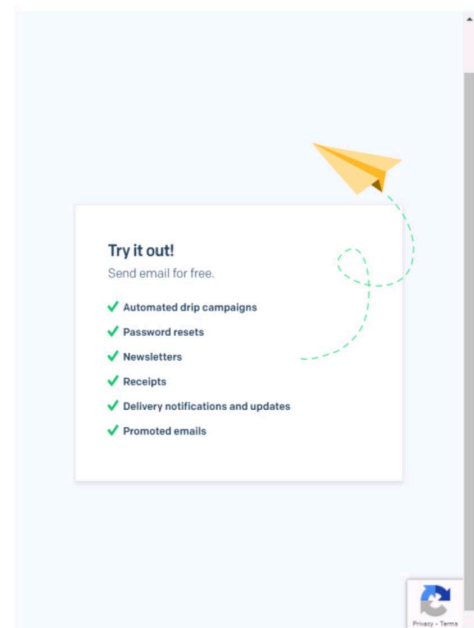 Try it out!
Send email for free.
Automated drip campaigns
Password resets
Newsletters
Receipts
Delivery notifications and updates
Promoted emails
Privacy - Terms